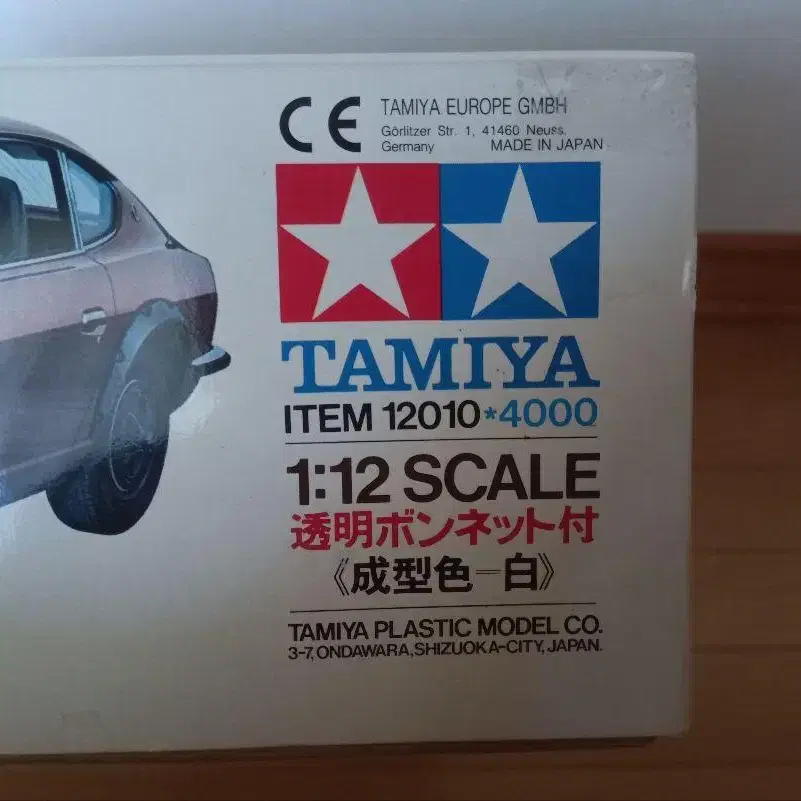 CE
TAMIYA EUROPE GMBH
Görlitzer Str. 1, 41460 Neuss.
Germany MADE IN JAPAN
TAMIYA
ITEM 12010*4000
1:12 SCALE
透明ボンネット付
《成型色−白》
TAMIYA PLASTIC MODEL CO.
3-7, ONDAWARA, SHIZUOKA-CITY, JAPAN.